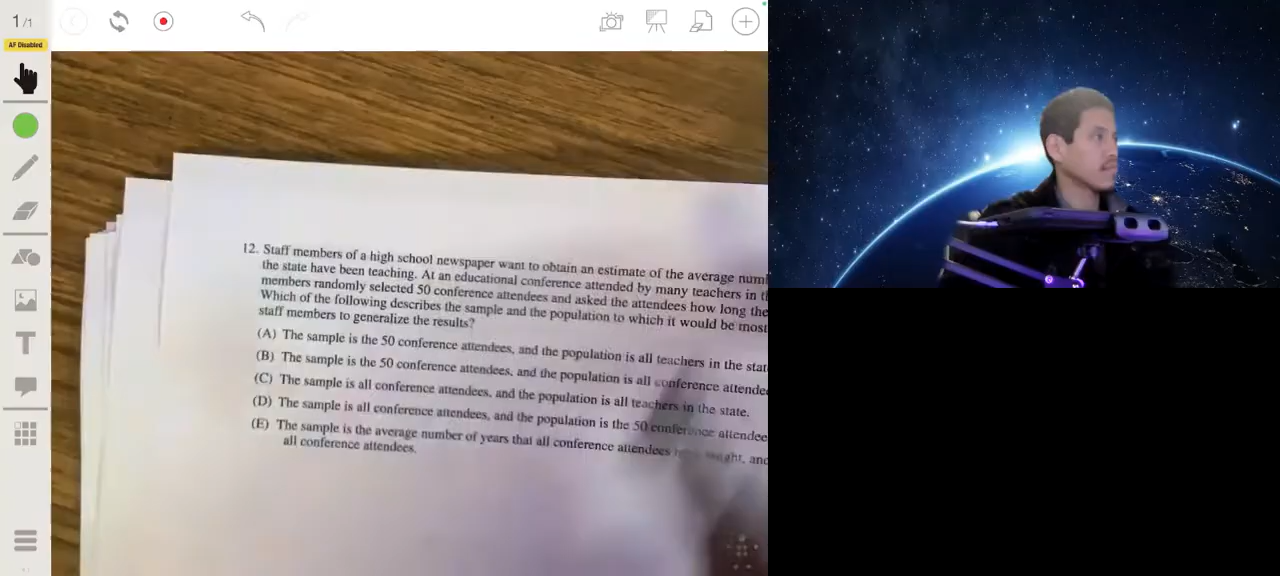 1/1
AF Disabled
12. Staff members of a high school newspaper want to obtain an estimate of the average num
the state have been teaching. At an educational conference attended by many teachers in
members randomly selected 50 conference attendees and asked the attendees how long the
Which of the following describes the sample and the population to which it would be most
staff members to generalize the results?
(A) The sample is the 50 conference attendees, and the population is all teachers in the stat
(B) The sample is the 50 conference attendees, and the population is all conference attende
(C) The sample is all conference attendees, and the population is all teachers in the state.
(D) The sample is all conference attendees, and the population is the 50 conference attendee
(E) The sample is the average number of years that all conference attendees taught, and
all conference attendees.
T